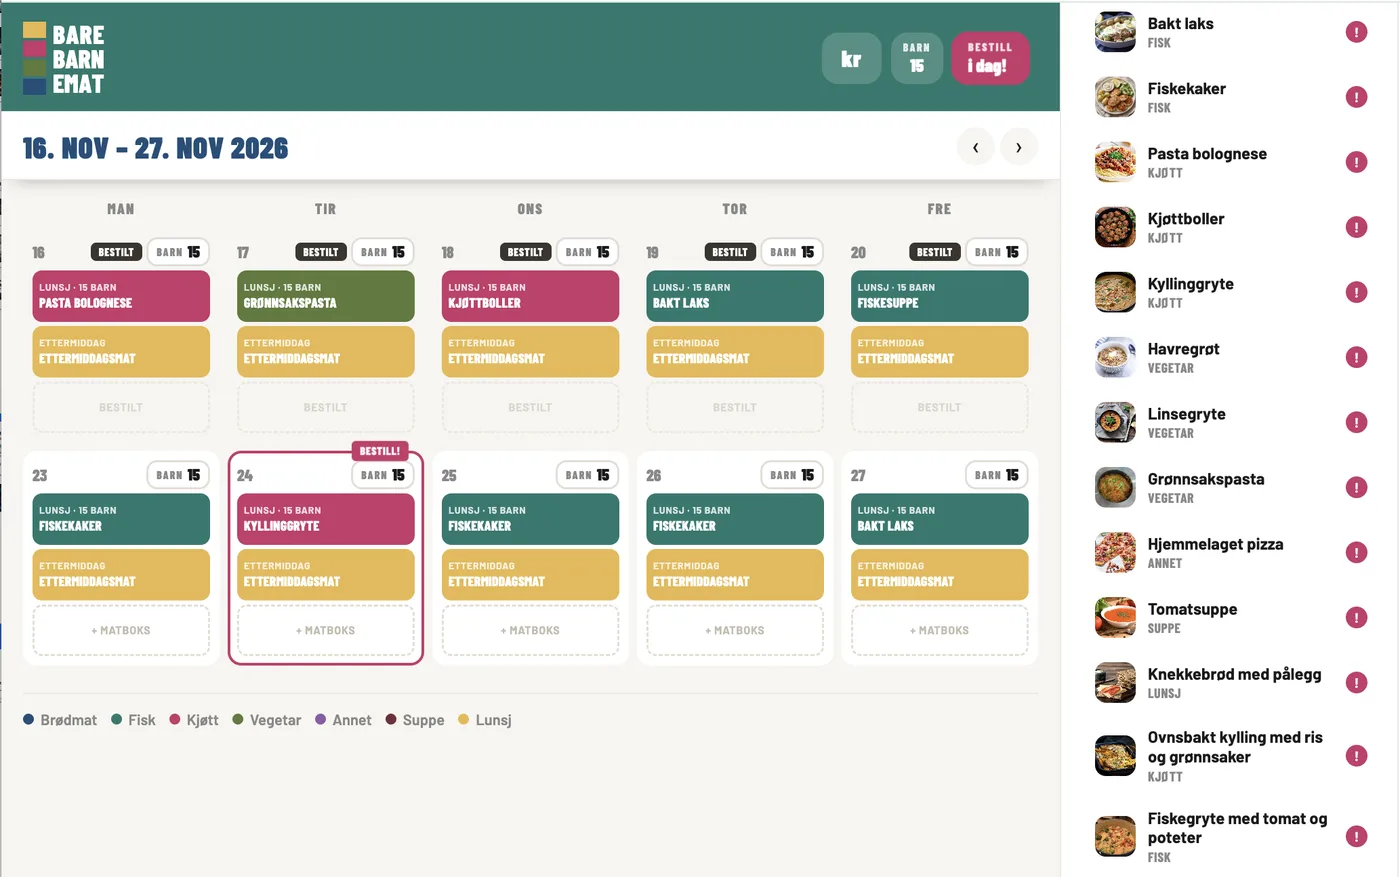 BARE
BARN
EMAT
kr
BARN
15
BESTILL
i dag!
16. NOV – 27. NOV 2026
‹ ›
MAN TIR ONS TOR FRE
16 BESTILT BARN 15
LUNSJ · 15 BARN
PASTA BOLOGNESE
ETTERMIDDAG
ETTERMIDDAGSMAT
BESTILT
17 BESTILT BARN 15
LUNSJ · 15 BARN
GRØNNSAKSPASTA
ETTERMIDDAG
ETTERMIDDAGSMAT
BESTILT
18 BESTILT BARN 15
LUNSJ · 15 BARN
KJØTTBOLLER
ETTERMIDDAG
ETTERMIDDAGSMAT
BESTILT
19 BESTILT BARN 15
LUNSJ · 15 BARN
BAKT LAKS
ETTERMIDDAG
ETTERMIDDAGSMAT
BESTILT
20 BESTILT BARN 15
LUNSJ · 15 BARN
FISKESUPPE
ETTERMIDDAG
ETTERMIDDAGSMAT
BESTILT
23 BARN 15
LUNSJ · 15 BARN
FISKEKAKER
ETTERMIDDAG
ETTERMIDDAGSMAT
+ MATBOKS
BESTILL!
24 BARN 15
LUNSJ · 15 BARN
KYLLINGGRYTE
ETTERMIDDAG
ETTERMIDDAGSMAT
+ MATBOKS
25 BARN 15
LUNSJ · 15 BARN
FISKEKAKER
ETTERMIDDAG
ETTERMIDDAGSMAT
+ MATBOKS
26 BARN 15
LUNSJ · 15 BARN
FISKEKAKER
ETTERMIDDAG
ETTERMIDDAGSMAT
+ MATBOKS
27 BARN 15
LUNSJ · 15 BARN
BAKT LAKS
ETTERMIDDAG
ETTERMIDDAGSMAT
+ MATBOKS
Brødmat Fisk Kjøtt Vegetar Annet Suppe Lunsj
Bakt laks
FISK
!
Fiskekaker
FISK
!
Pasta bolognese
KJØTT
!
Kjøttboller
KJØTT
!
Kyllinggryte
KJØTT
!
Havregrøt
VEGETAR
!
Linsegryte
VEGETAR
!
Grønnsakspasta
VEGETAR
!
Hjemmelaget pizza
ANNET
!
Tomatsuppe
SUPPE
!
Knekkebrød med pålegg
LUNSJ
!
Ovnsbakt kylling med ris
og grønnsaker
KJØTT
!
Fiskegryte med tomat og
poteter
FISK
!